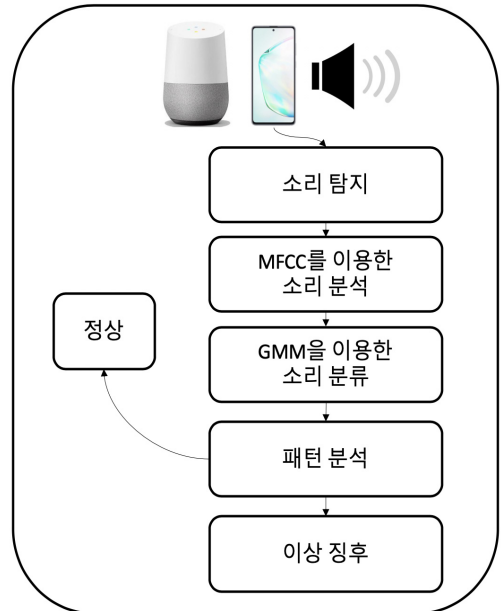 소리 탐지
MFCC를 이용한
소리 분석
정상
GMM을 이용한
소리 분류
패턴 분석
이상 징후